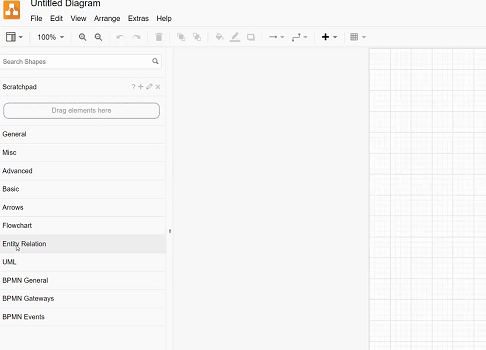 Untitled Diagram
File Edit View Arrange Extras Help
100%
Search Shapes
Scratchpad
?
Drag elements here
General
Misc
Advanced
Basic
Arrows
Flowchart
Entity Relation
UML
BPMN General
BPMN Gateways
BPMN Events